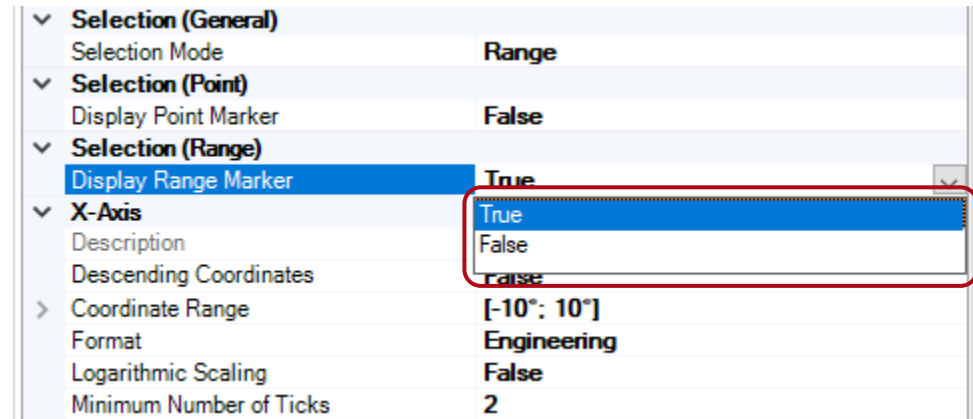 Selection (General)
Selection Mode Range
Selection (Point)
Display Point Marker False
Selection (Range)
Display Range Marker True
X-Axis True
Description False
Descending Coordinates False
Coordinate Range [-10°; 10°]
Format Engineering
Logarithmic Scaling False
Minimum Number of Ticks 2